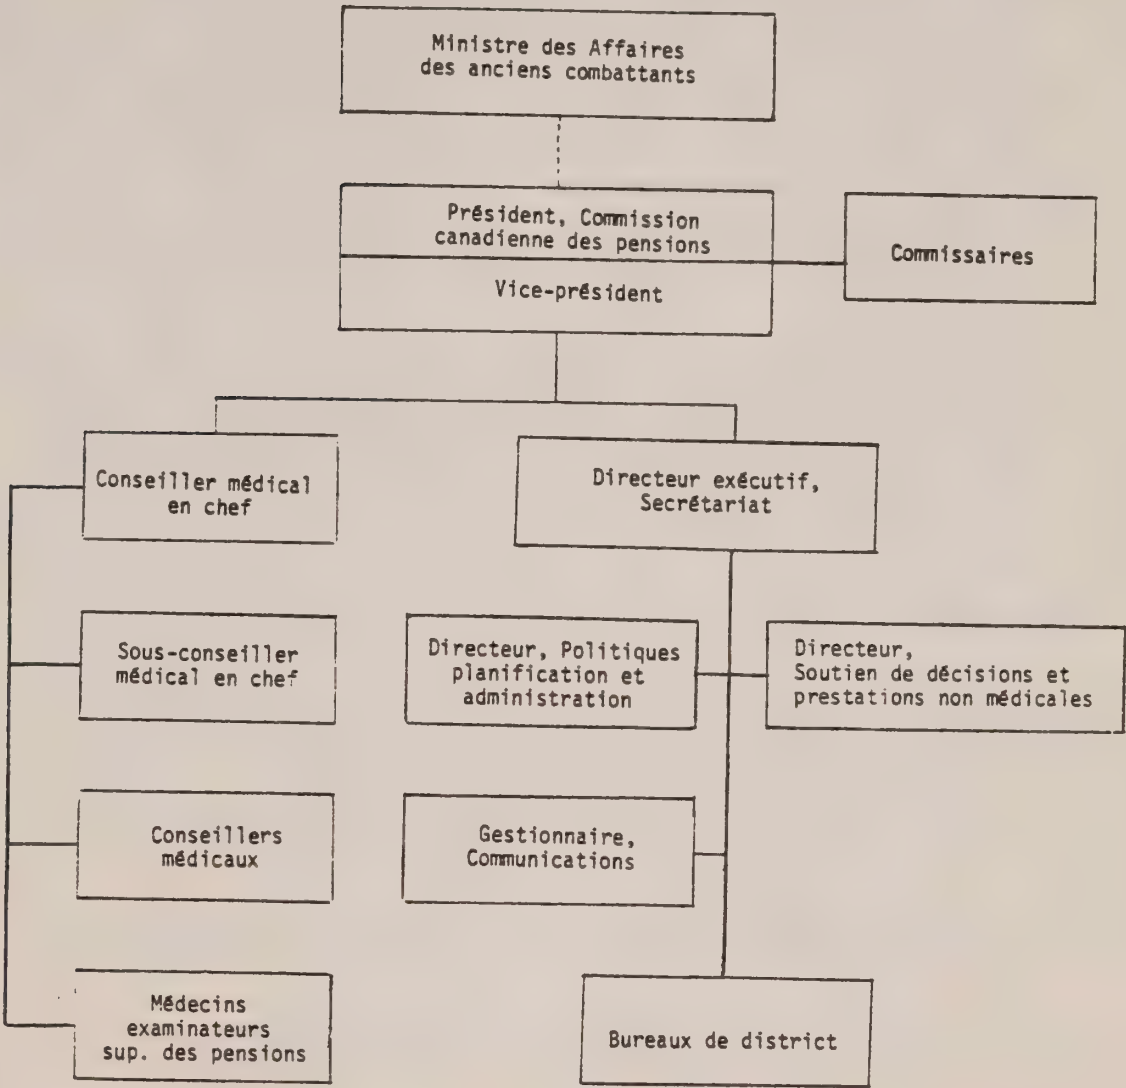 Ministre des Affaires
des anciens combattants
Président, Commission
canadienne des pensions
Commissaires
Vice-président
Conseiller médical
en chef
Directeur exécutif,
Secrétariat
Sous-conseiller
médical en chef
Directeur, Politiques
planification et
administration
Directeur,
Soutien de décisions et
prestations non médicales
Conseillers
médicaux
Gestionnaire,
Communications
Médecins
examinateurs
sup. des pensions
Bureaux de district